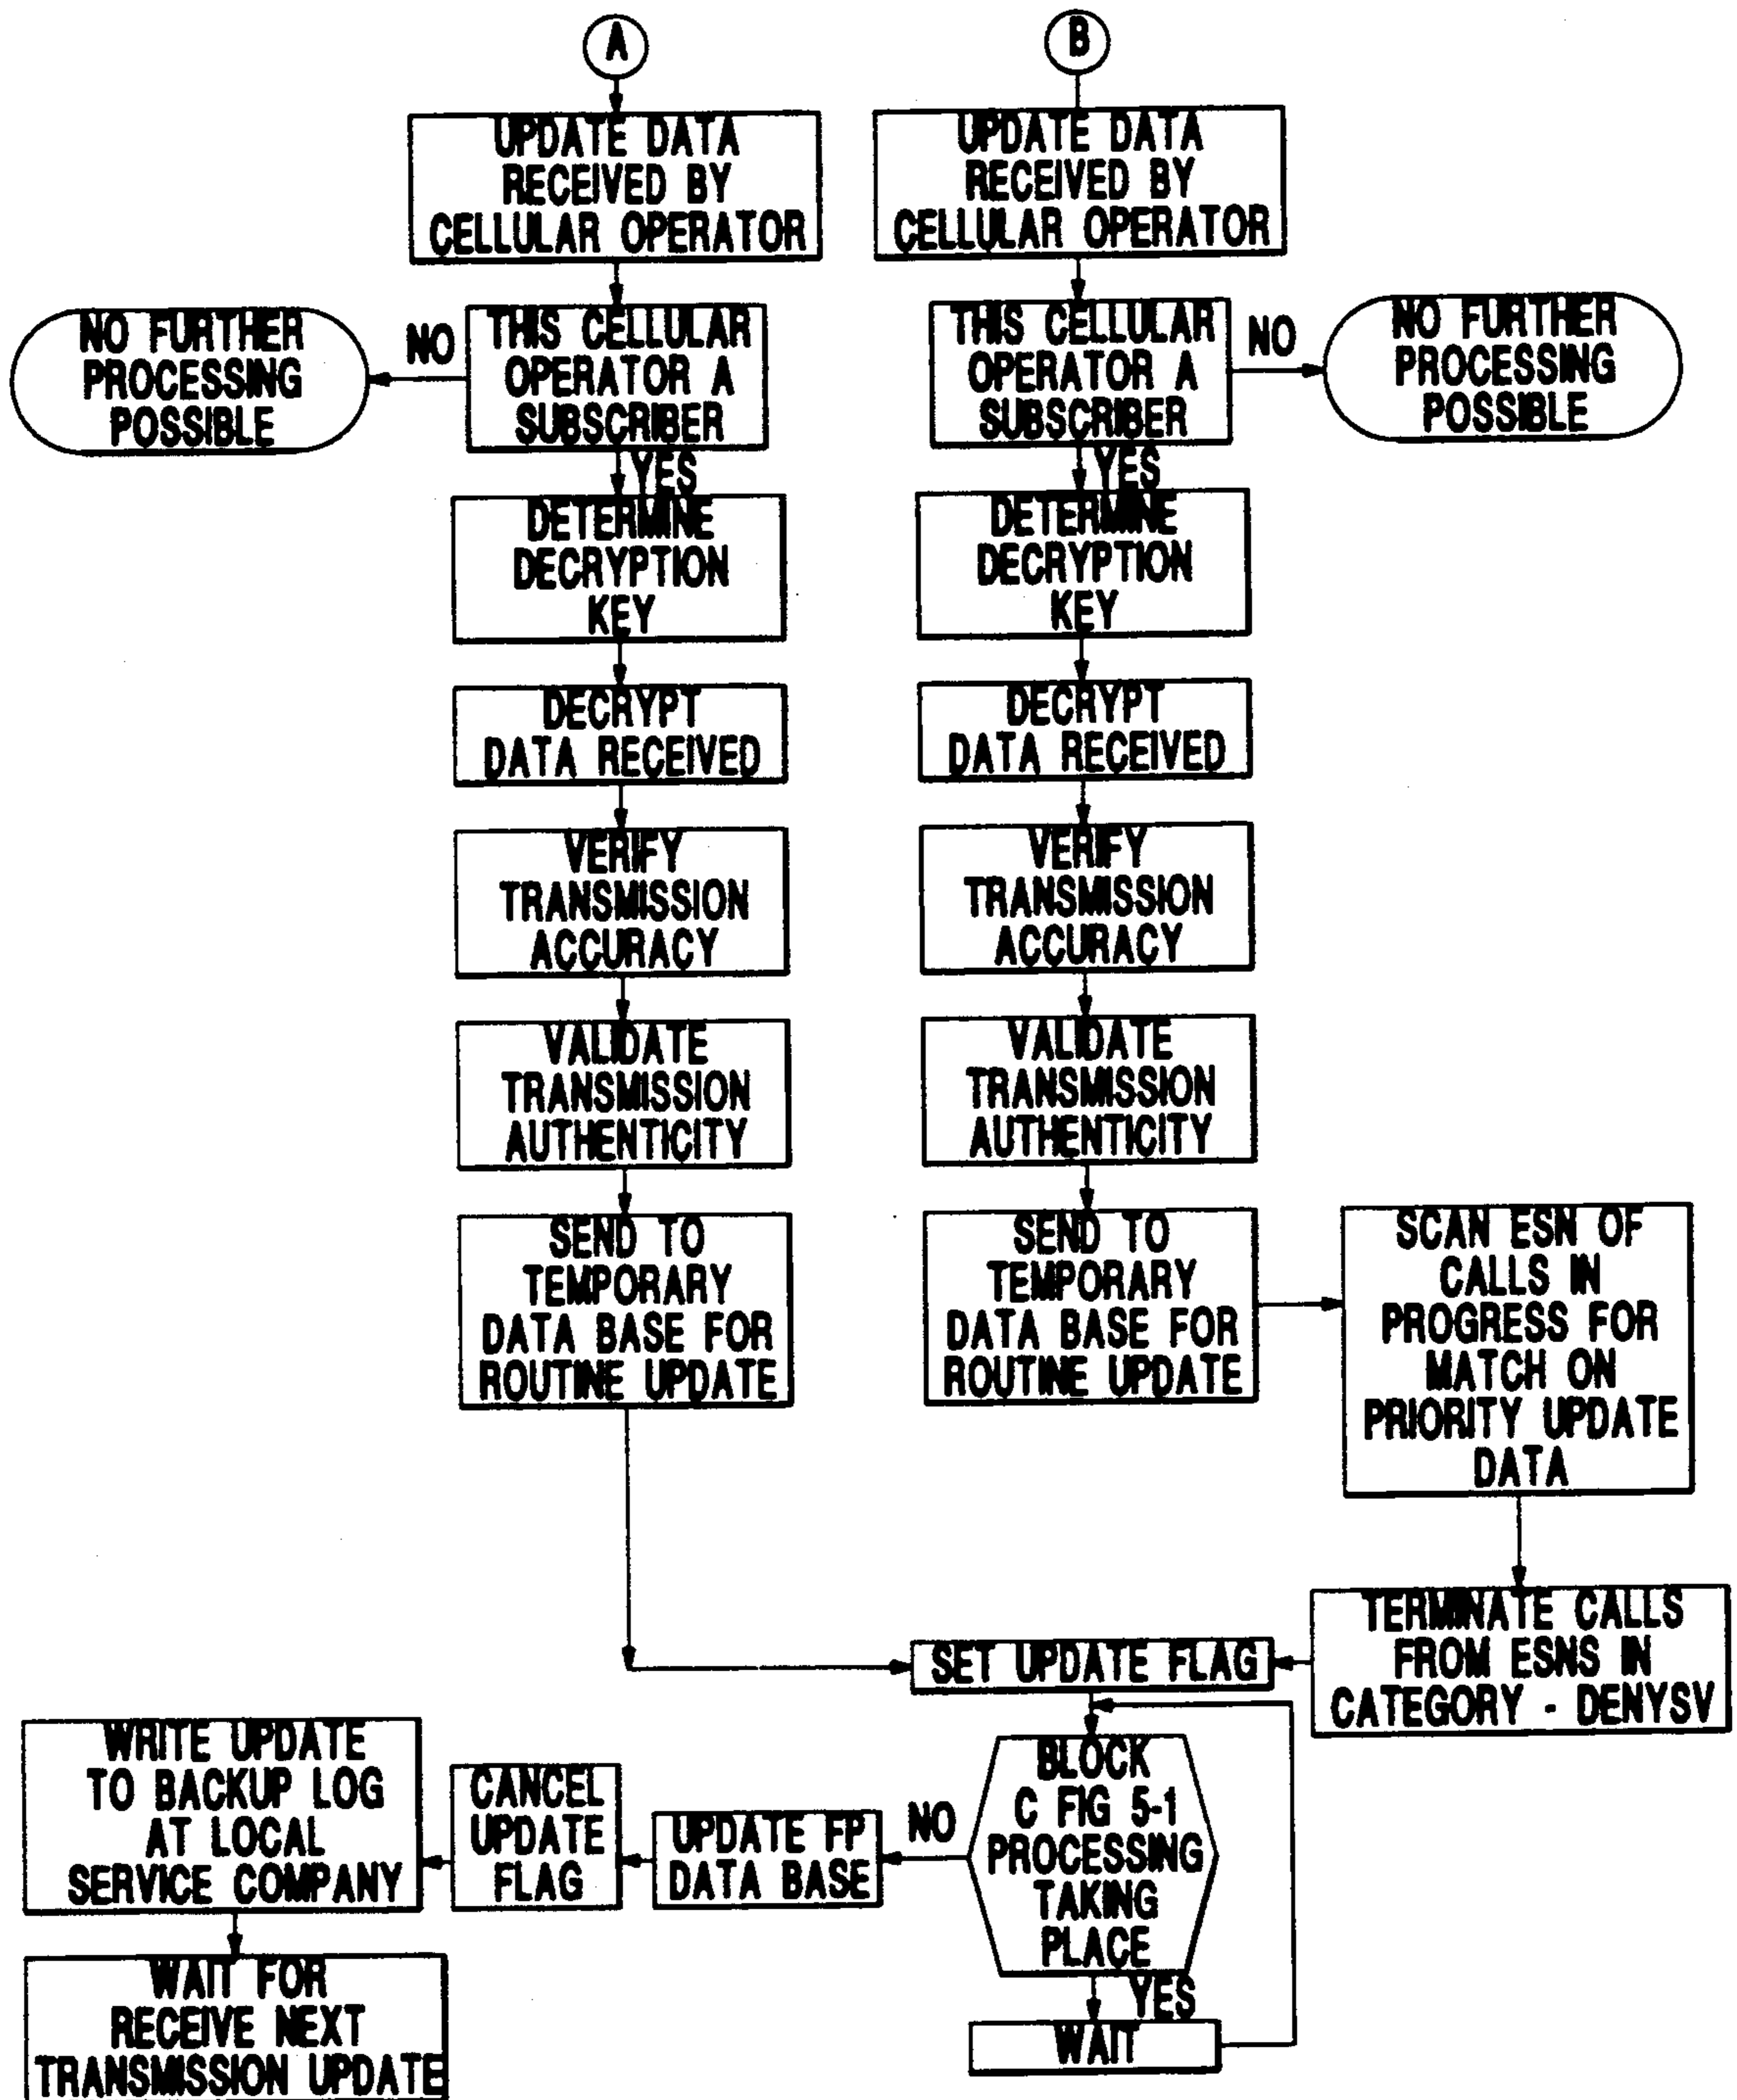 A
UPDATE DATA
RECEIVED BY
CELLULAR OPERATOR
NO FURTHER
PROCESSING
POSSIBLE
NO
THIS CELLULAR
OPERATOR A
SUBSCRIBER
YES
DETERMINE
DECRYPTION
KEY
DECRYPT
DATA RECEIVED
VERIFY
TRANSMISSION
ACCURACY
VALIDATE
TRANSMISSION
AUTHENTICITY
SEND TO
TEMPORARY
DATA BASE FOR
ROUTINE UPDATE
B
UPDATE DATA
RECEIVED BY
CELLULAR OPERATOR
THIS CELLULAR
OPERATOR A
SUBSCRIBER
NO
NO FURTHER
PROCESSING
POSSIBLE
YES
DETERMINE
DECRYPTION
KEY
DECRYPT
DATA RECEIVED
VERIFY
TRANSMISSION
ACCURACY
VALIDATE
TRANSMISSION
AUTHENTICITY
SEND TO
TEMPORARY
DATA BASE FOR
ROUTINE UPDATE
SCAN ESN OF
CALLS IN
PROGRESS FOR
MATCH ON
PRIORITY UPDATE
DATA
TERMINATE CALLS
FROM ESNS IN
CATEGORY - DENYSV
SET UPDATE FLAG
BLOCK
C FIG 5-1
PROCESSING
TAKING
PLACE
YES
WAIT
NO
UPDATE FP
DATA BASE
CANCEL
UPDATE
FLAG
WRITE UPDATE
TO BACKUP LOG
AT LOCAL
SERVICE COMPANY
WAIT FOR
RECEIVE NEXT
TRANSMISSION UPDATE